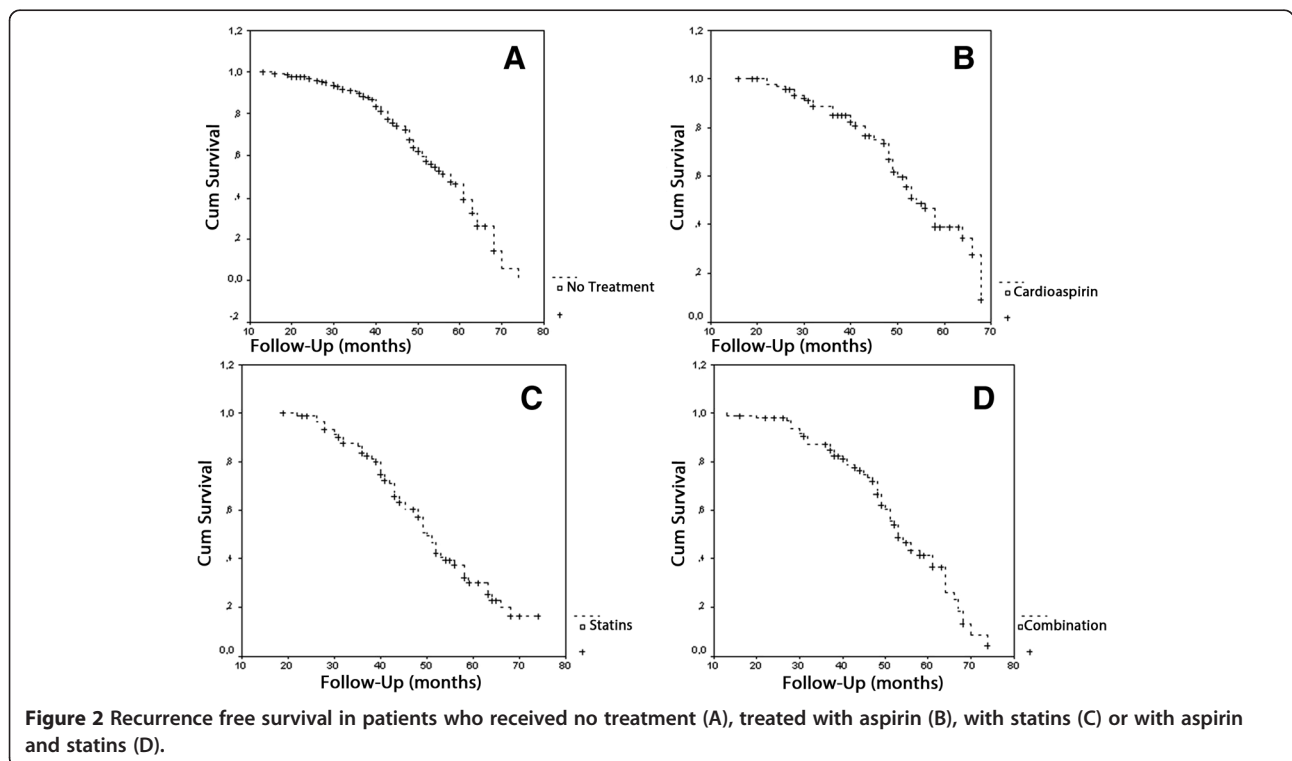 1,2
1,0
,8
,6
,4
,2
0,0
-,2
Cum Survival
A
No Treatment
10 20 30 40 50 60 70 80
Follow-Up (months)
1,2
1,0
,8
,6
,4
,2
0,0
Cum Survival
B
Cardioaspirin
10 20 30 40 50 60 70
Follow-Up (months)
1,2
1,0
,8
,6
,4
,2
0,0
Cum Survival
C
Statins
10 20 30 40 50 60 70 80
Follow-Up (months)
1,2
1,0
,8
,6
,4
,2
0,0
Cum Survival
D
Combination
10 20 30 40 50 60 70 80
Follow-Up (months)
Figure 2 Recurrence free survival in patients who received no treatment (A), treated with aspirin (B), with statins (C) or with aspirin
and statins (D).